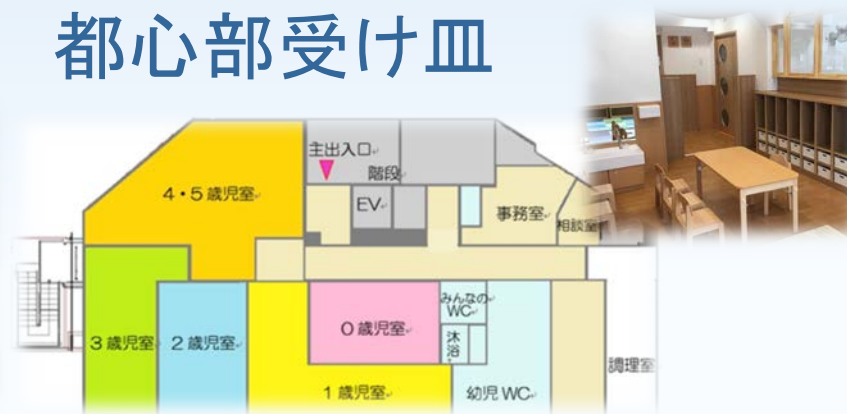 都心部受け皿
主出入口
階段
4・5歳児室
EV
事務室
相談室
みんなの
WC
0歳児室
3歳児室
2歳児室
沐浴
調理室
1歳児室
幼児WC